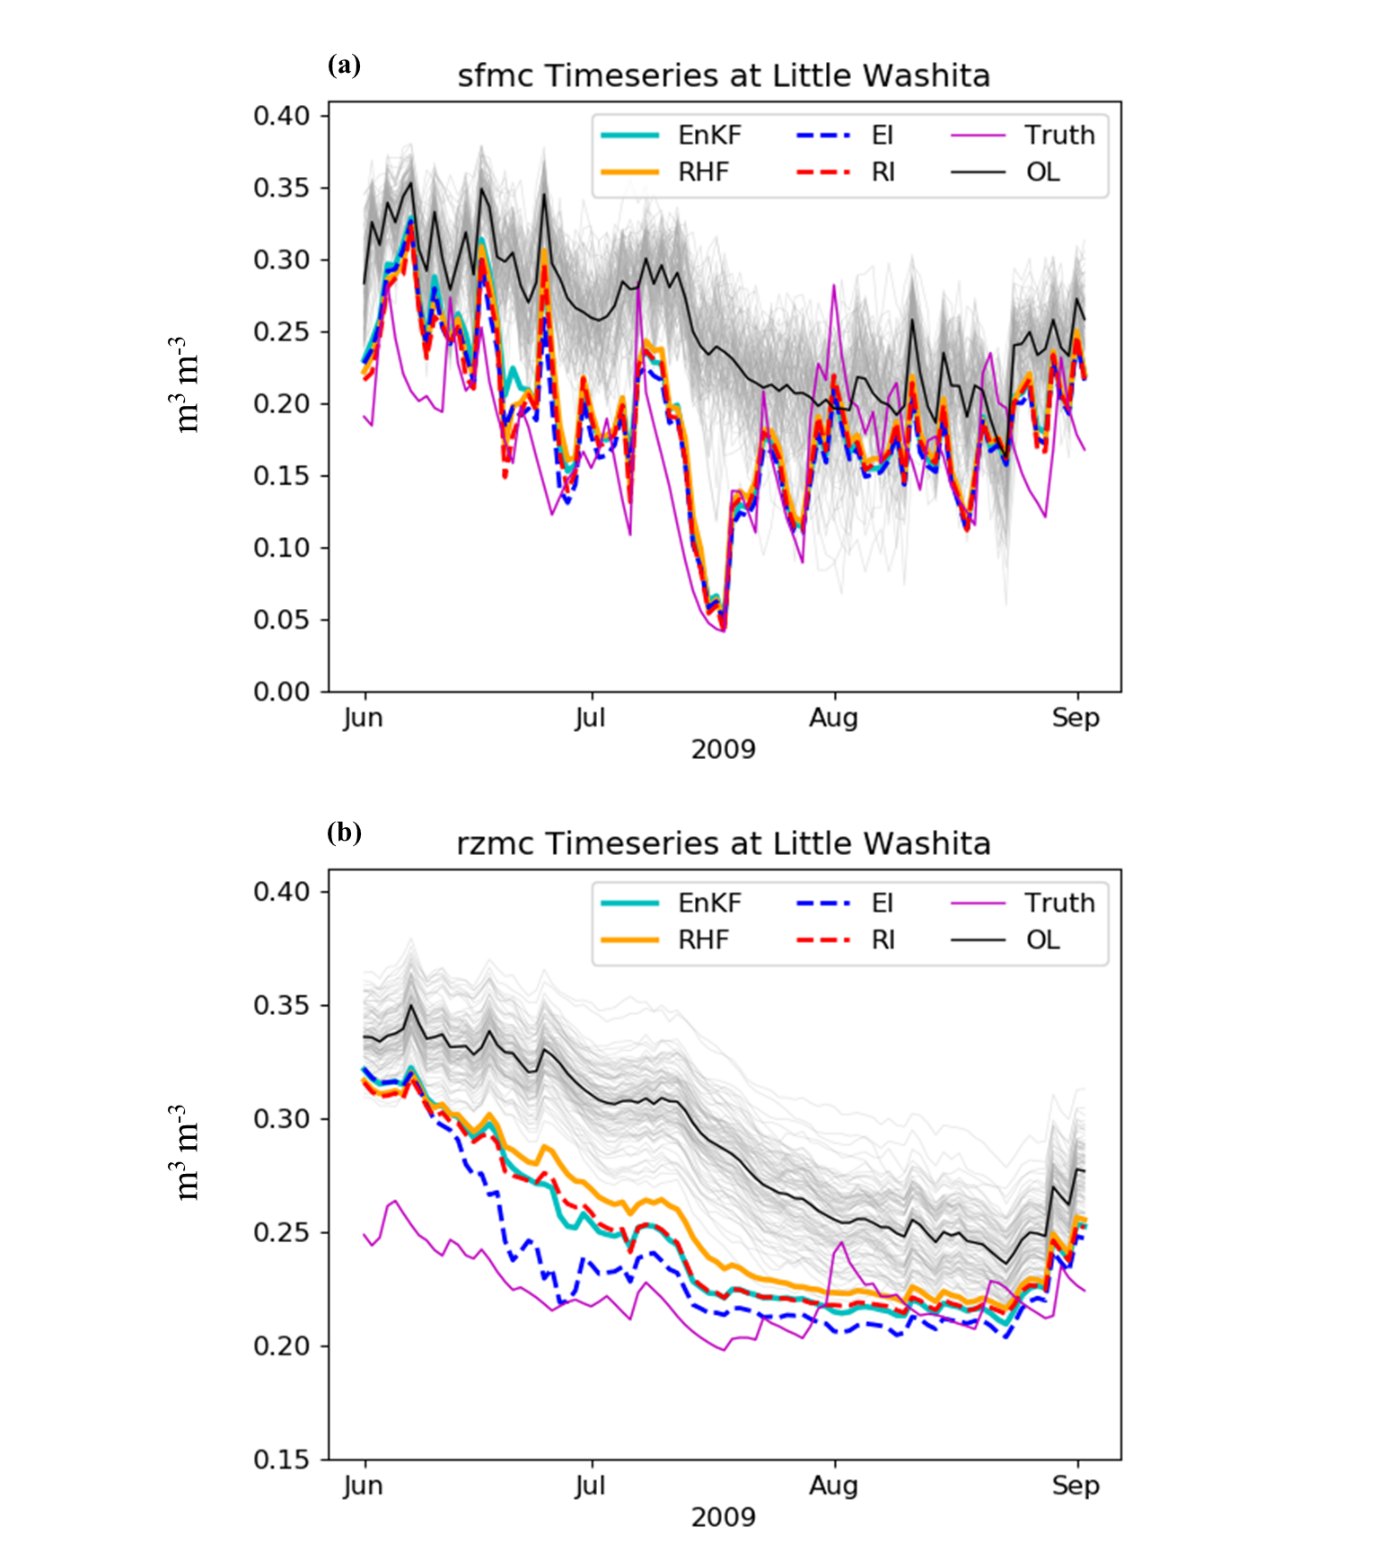 (a)
sfmc Timeseries at Little Washita
EnKF EI Truth
RHF RI OL
0.40
0.35
0.30
0.25
0.20
0.15
0.10
0.05
0.00
m³ m⁻³
Jun Jul Aug Sep
2009
(b)
rzmc Timeseries at Little Washita
EnKF EI Truth
RHF RI OL
0.40
0.35
0.30
0.25
0.20
0.15
m³ m⁻³
Jun Jul Aug Sep
2009